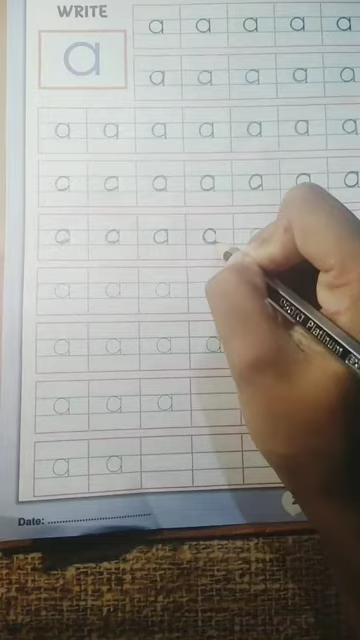 WRITE
a a a a a a
a a a a a
a a a a a a a
a a a a a a a
a a a a
a a a
a a a a
a a a
a a
Date:
Platinum